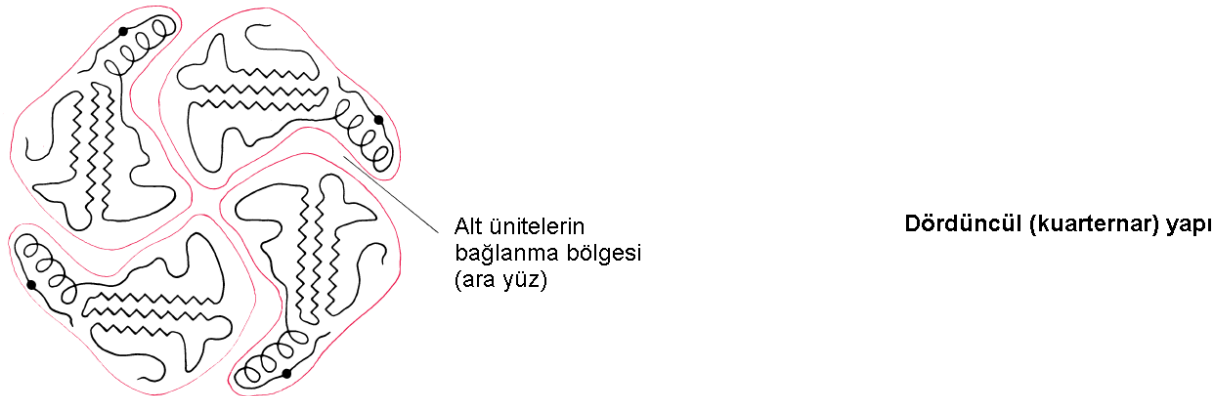 Alt ünitelerin
bağlanma bölgesi
(ara yüz)
Dördüncül (kuarternar) yapı